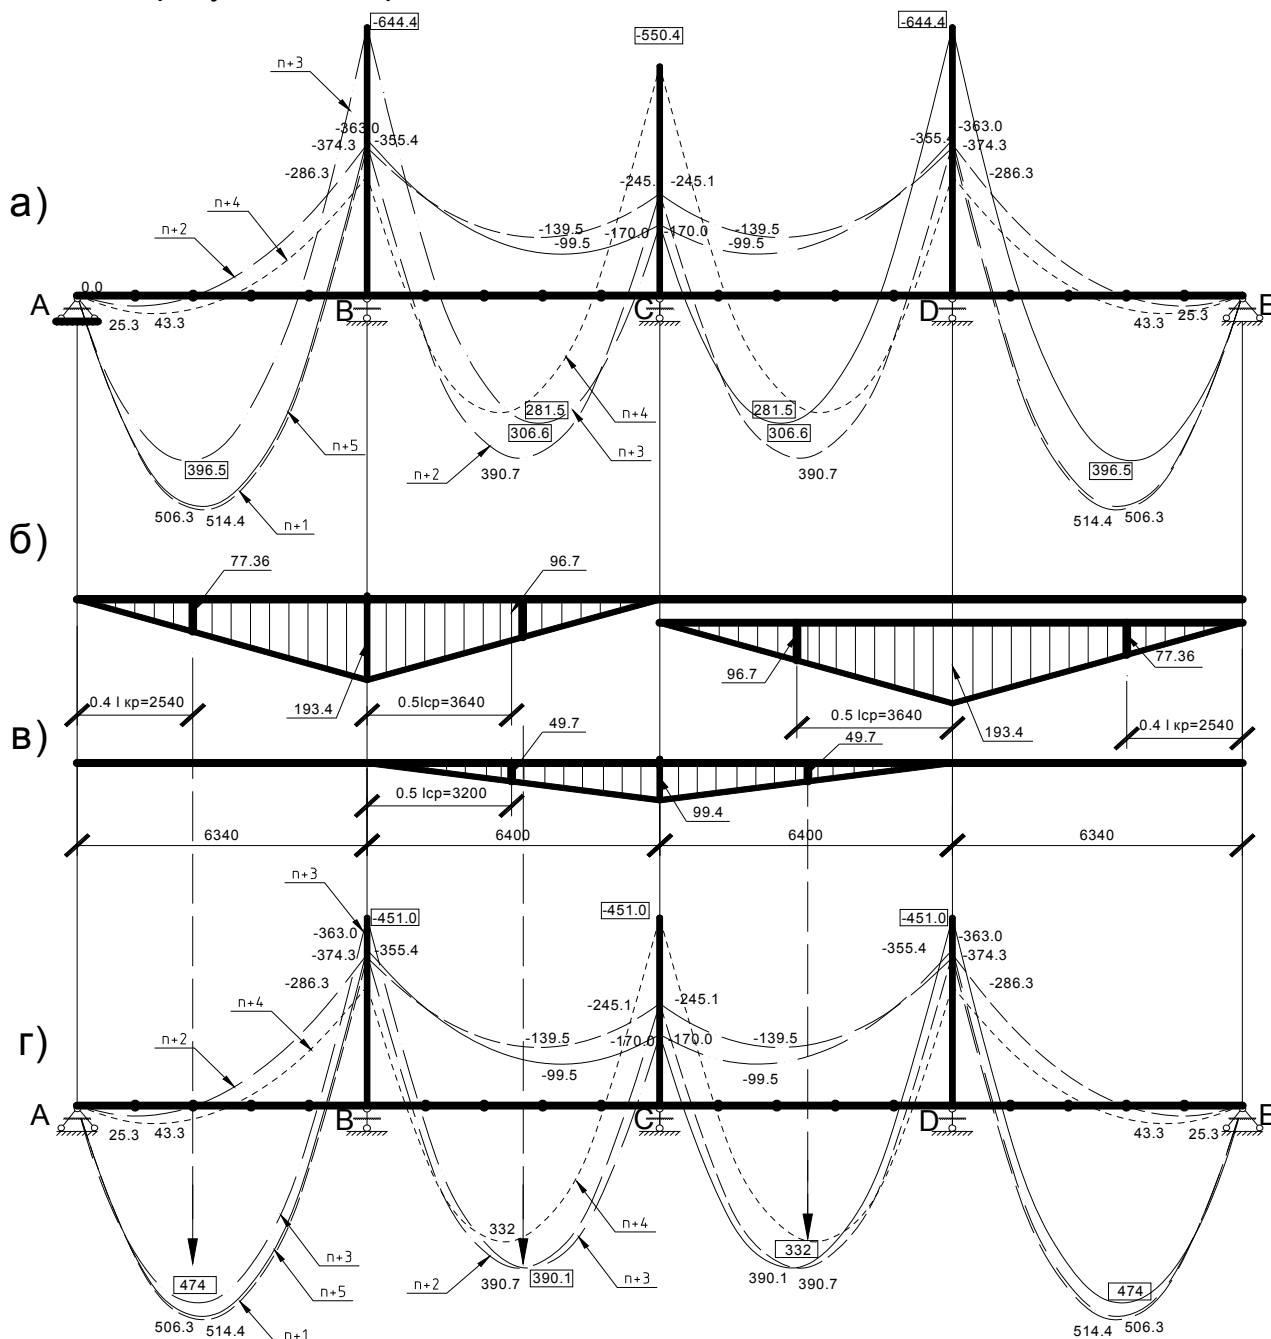 -644.4 -550.4 -644.4
n+3
-363.0 -374.3 -355.4 -355.4 -363.0 -374.3
-286.3 -245.1 -286.3
а)
n+4
n+2
-139.5 -170.0 -170.0 -139.5
-99.5 -99.5
0.0
A B C D E
25.3 43.3 43.3 25.3
281.5 281.5
n+4
306.6 306.6
n+5 n+3
396.5 n+2 390.7 390.7 396.5
506.3 514.4 n+1 514.4 506.3
б)
77.36 96.7
96.7 77.36
0.4 l кр=2540 193.4 0.5lср=3640 0.5 lср=3640 193.4 0.4 l кр=2540
в)
49.7 49.7
0.5 lср=3200 99.4
6340 6400 6400 6340
n+3
-451.0 -451.0 -451.0
-363.0 -374.3 -355.4 -355.4 -363.0 -374.3
-286.3 -245.1 -245.1 -286.3
n+4
г)
n+2
-139.5 -170.0 -170.0 -139.5
-99.5 -99.5
A B C D E
25.3 43.3 43.3 25.3
332 n+4 332
n+3
474 n+5 n+2 390.7 390.1 n+3 390.1 390.7 474
506.3 514.4 n+1 514.4 506.3